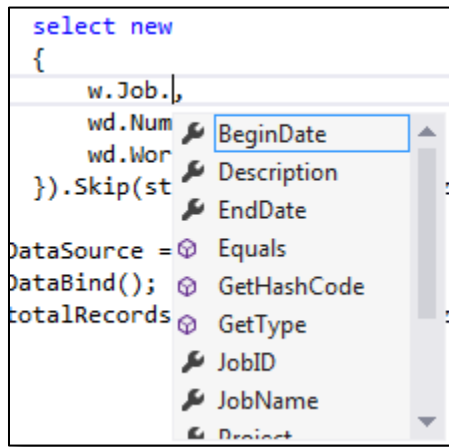 select new
{
w.Job.,
wd.Num
wd.Wor
}).Skip(st
DataSource =
DataBind();
totalRecords
BeginDate
Description
EndDate
Equals
GetHashCode
GetType
JobID
JobName
Project